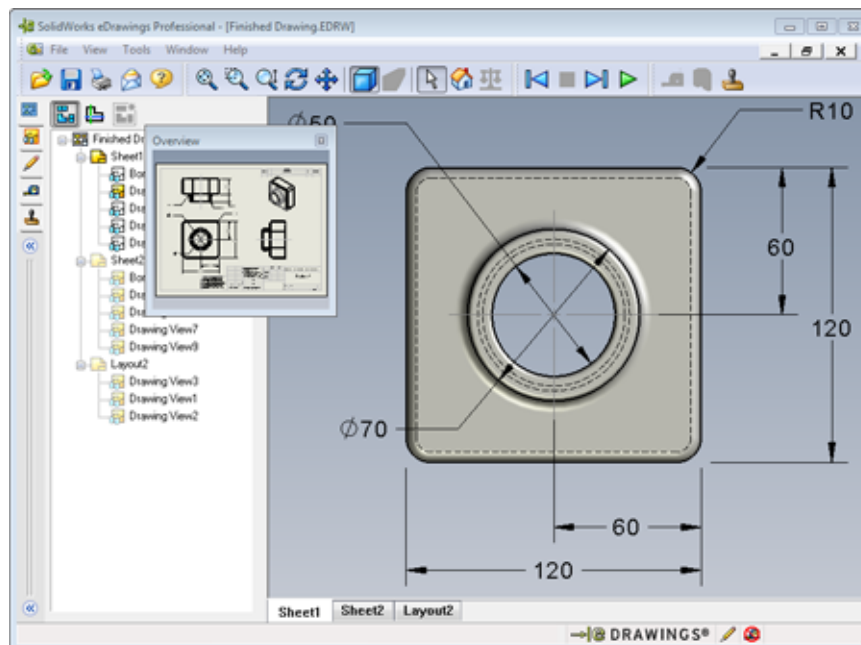 SolidWorks eDrawings Professional - [Finished Drawing.EDRW]
File View Tools Window Help
Overview
Finished
Sheet1
Sheet2
Drawing View7
Drawing View9
Layout2
Drawing View3
Drawing View1
Drawing View2
R10
60
120
Ø70
60
120
Sheet1 Sheet2 Layout2
DRAWINGS®